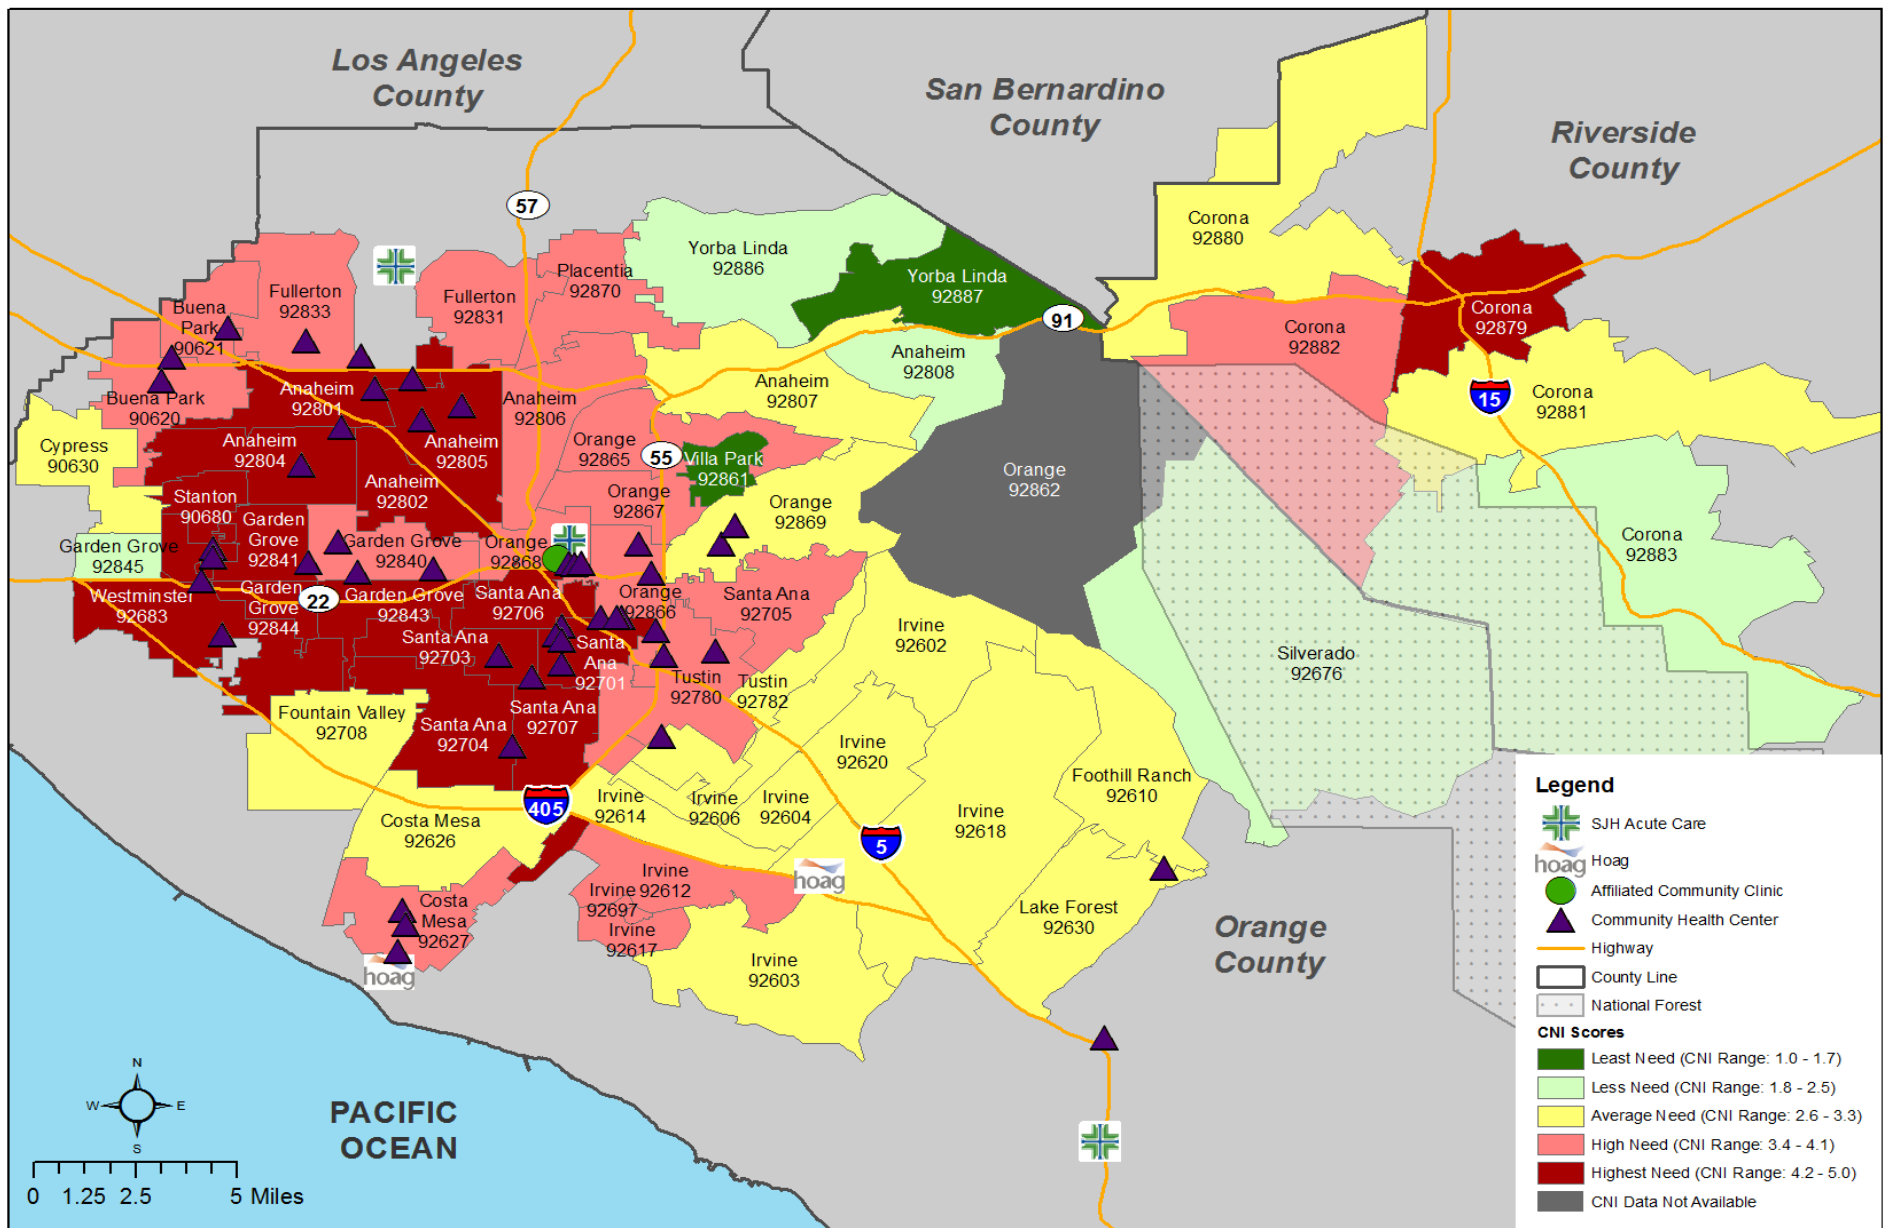 Los Angeles
County
San Bernardino
County
Riverside
County
57
Corona
92880
Yorba Linda
92886
Yorba Linda
92887
Placentia
92870
Fullerton
92833
Fullerton
92831
Buena
Park
90621
91
Corona
92879
Corona
92882
Anaheim
92808
Anaheim
92807
Anaheim
92801
Anaheim
92806
Buena Park
90620
15
Corona
92881
Cypress
90630
Anaheim
92804
Anaheim
92805
Orange
92865
55
Villa Park
92861
Orange
92862
Anaheim
92802
Stanton
90680
Orange
92867
Orange
92869
Garden
Grove
92841
Garden Grove
92840
Orange
92868
Garden Grove
92845
Corona
92883
Westminster
92683
Garden
Grove
92844
22
Garden Grove
92843
Santa Ana
92706
Orange
92866
Santa Ana
92705
Santa Ana
92703
Santa
Ana
92701
Irvine
92602
Silverado
92676
Tustin
92780
Tustin
92782
Fountain Valley
92708
Santa Ana
92704
Santa Ana
92707
Irvine
92620
Foothill Ranch
92610
405
Irvine
92614
Irvine
92606
Irvine
92604
Irvine
92618
Costa Mesa
92626
5
hoag
Irvine
92612
Irvine
92697
Irvine
92617
Costa
Mesa
92627
hoag
Lake Forest
92630
Irvine
92603
Orange
County
PACIFIC
OCEAN
N
W
E
S
0 1.25 2.5 5 Miles
Legend
SJH Acute Care
hoag Hoag
Affiliated Community Clinic
Community Health Center
Highway
County Line
National Forest
CNI Scores
Least Need (CNI Range: 1.0 - 1.7)
Less Need (CNI Range: 1.8 - 2.5)
Average Need (CNI Range: 2.6 - 3.3)
High Need (CNI Range: 3.4 - 4.1)
Highest Need (CNI Range: 4.2 - 5.0)
CNI Data Not Available